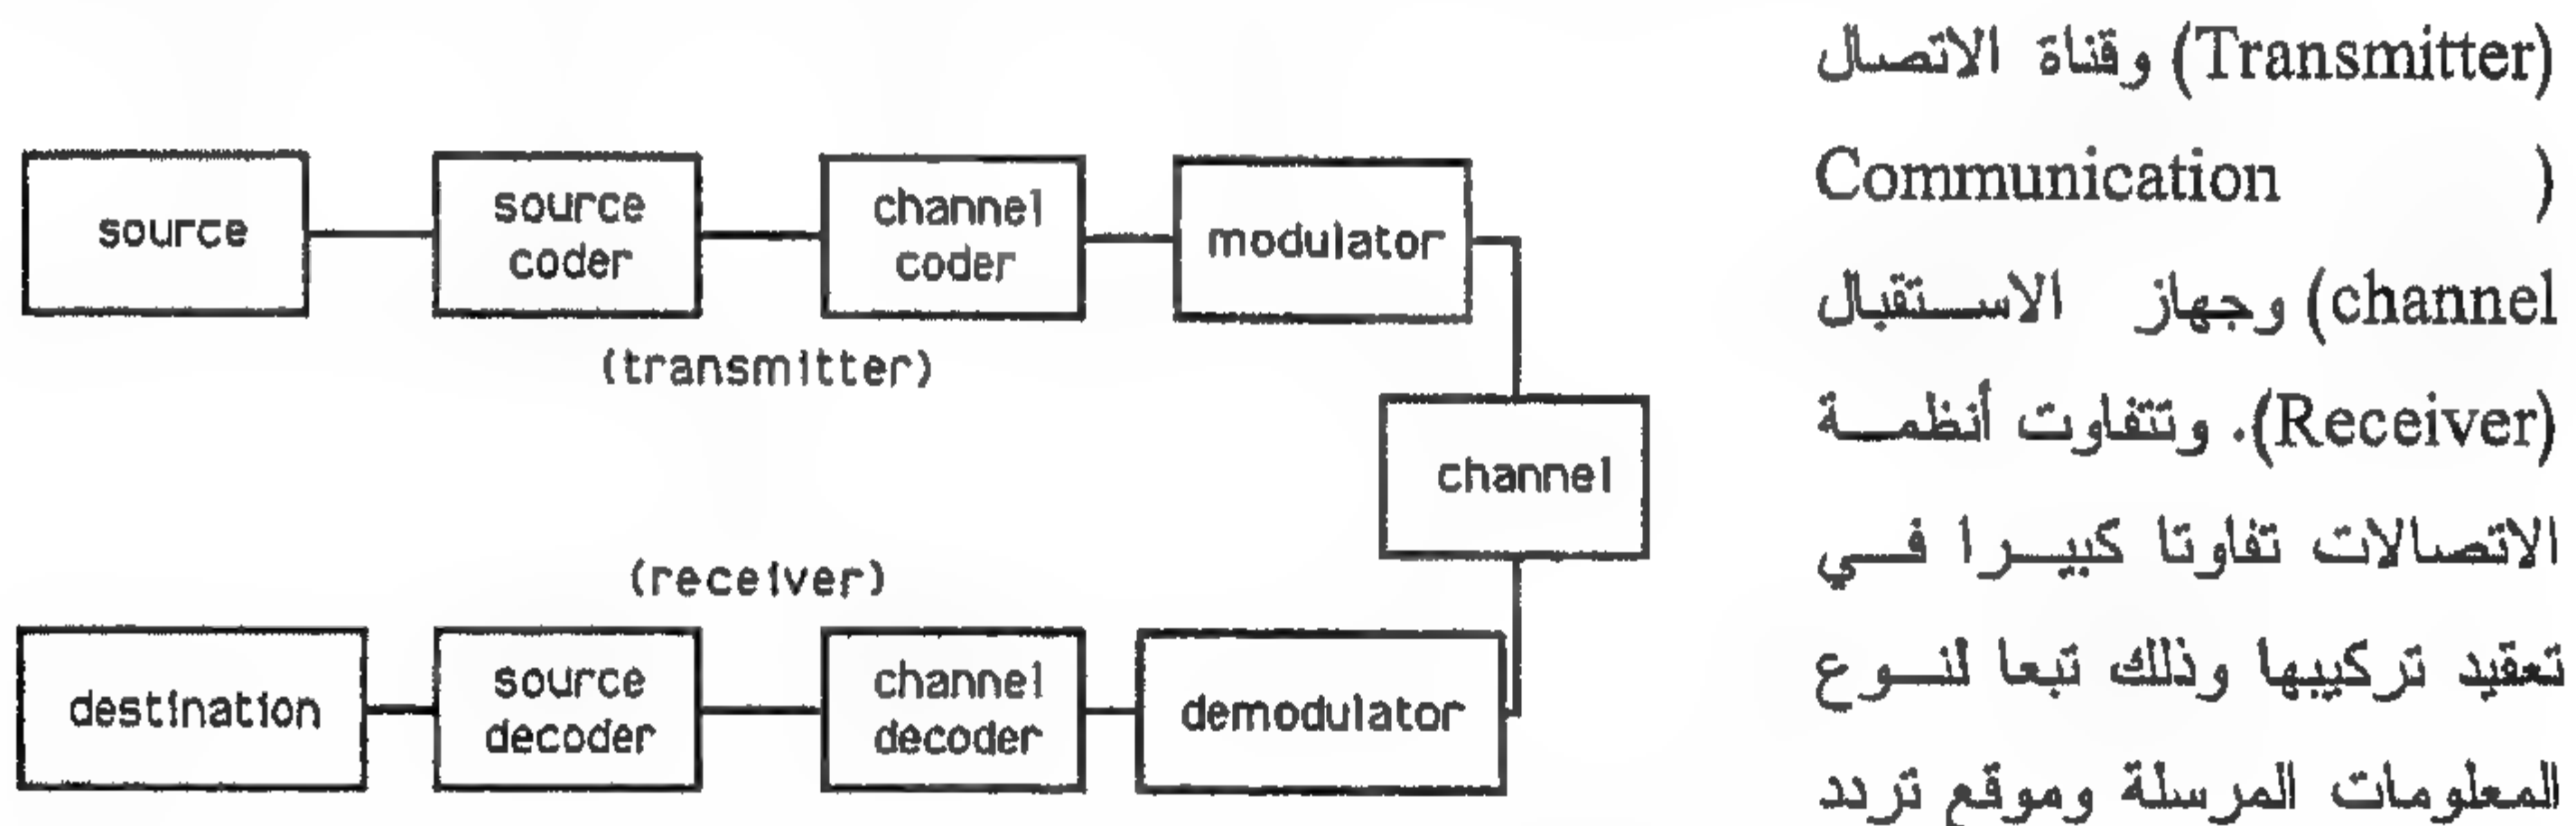 (Transmitter) وقناة الاتصال
( Communication
channel) وجهاز الاستقبال
(Receiver). وتتفاوت أنظمة
الاتصالات تفاوتا كبيرا في
تعقيد تركيبها وذلك تبعا لنوع
المعلومات المرسلة وموقع تردد
source
source
coder
channel
coder
modulator
(transmitter)
channel
(receiver)
destination
source
decoder
channel
decoder
demodulator